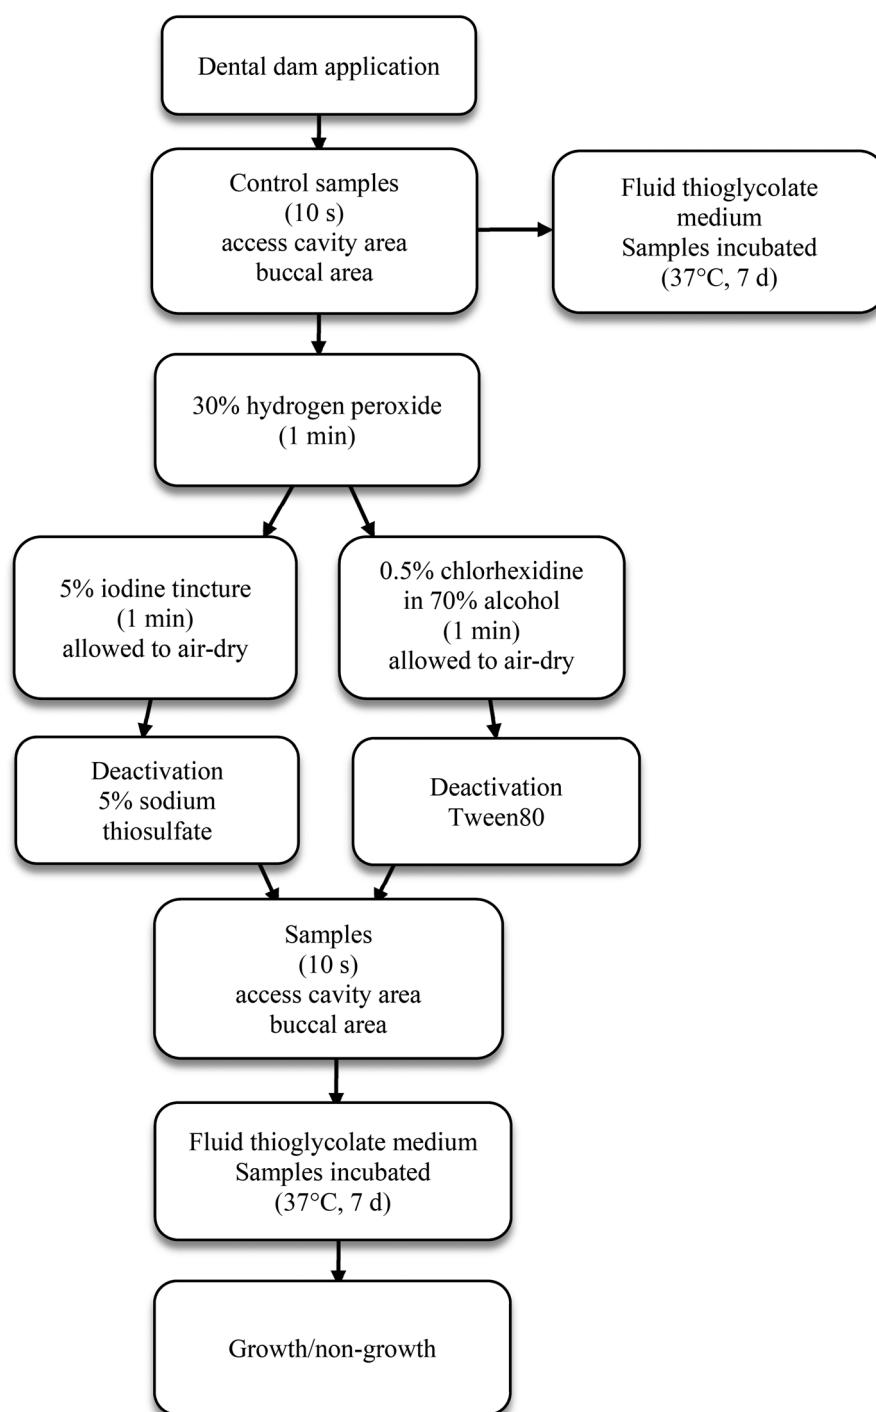 Dental dam application
Control samples
(10 s)
access cavity area
buccal area
Fluid thioglycolate
medium
Samples incubated
(37°C, 7 d)
30% hydrogen peroxide
(1 min)
5% iodine tincture
(1 min)
allowed to air-dry
0.5% chlorhexidine
in 70% alcohol
(1 min)
allowed to air-dry
Deactivation
5% sodium
thiosulfate
Deactivation
Tween80
Samples
(10 s)
access cavity area
buccal area
Fluid thioglycolate medium
Samples incubated
(37°C, 7 d)
Growth/non-growth